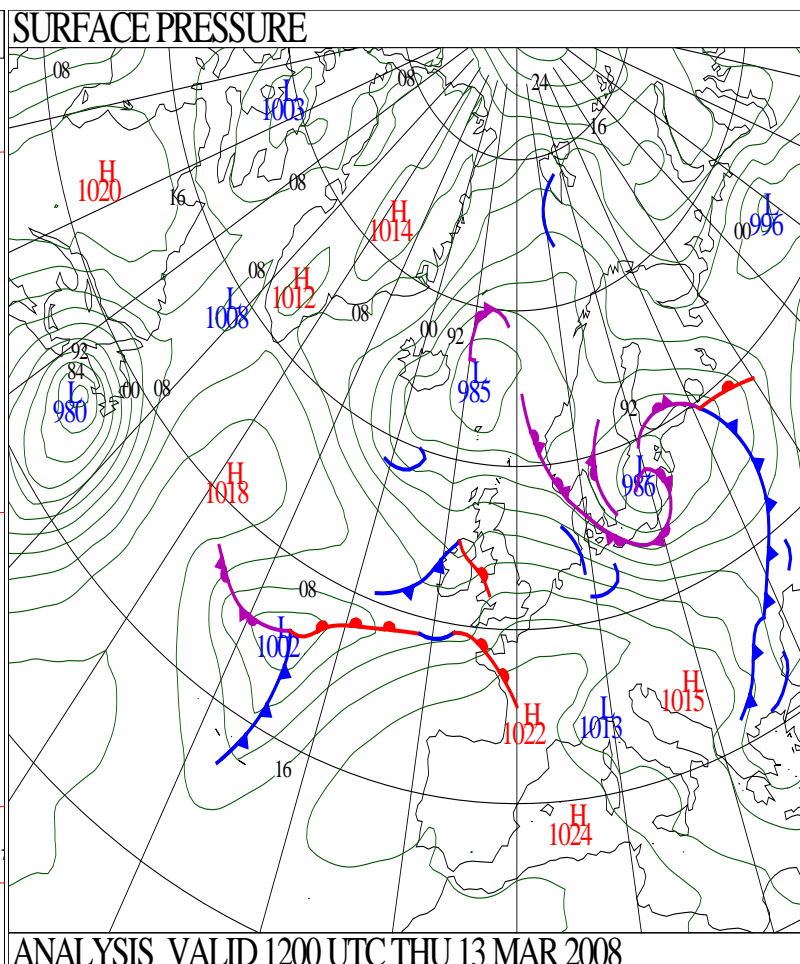 SURFACE PRESSURE
08
08
24
L
1003
16
H
1020
08
16
H
1014
L
996
00
08
H
1012
L
1008
08
00
92
92
84
L
980
00
08
L
985
92
H
1018
L
986
08
L
1002
H
1015
H
1022
L
1013
16
H
1024
ANALYSIS VALID 1200 UTC THU 13 MAR 2008